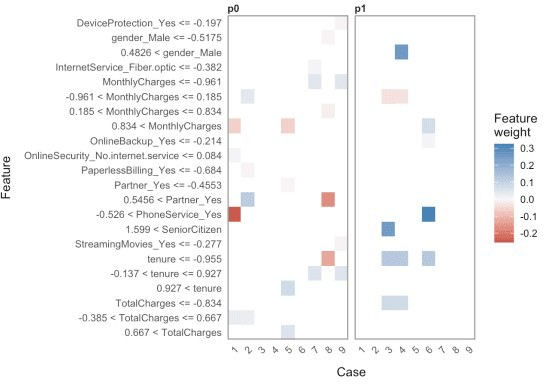 p0 p1
DeviceProtection_Yes <= -0.197
gender_Male <= -0.5175
0.4826 < gender_Male
InternetService_Fiber.optic <= -0.382
MonthlyCharges <= -0.961
-0.961 < MonthlyCharges <= 0.185
0.185 < MonthlyCharges <= 0.834
0.834 < MonthlyCharges
OnlineBackup_Yes <= -0.214
OnlineSecurity_No.internet.service <= 0.084
PaperlessBilling_Yes <= -0.684
Partner_Yes <= -0.4553
0.5456 < Partner_Yes
-0.526 < PhoneService_Yes
1.599 < SeniorCitizen
StreamingMovies_Yes <= -0.277
tenure <= -0.955
-0.137 < tenure <= 0.927
0.927 < tenure
TotalCharges <= -0.834
-0.385 < TotalCharges <= 0.667
0.667 < TotalCharges
Feature
1 2 3 4 5 6 7 8 9 1 2 3 4 5 6 7 8 9
Case
Feature
weight
0.3
0.2
0.1
0.0
-0.1
-0.2